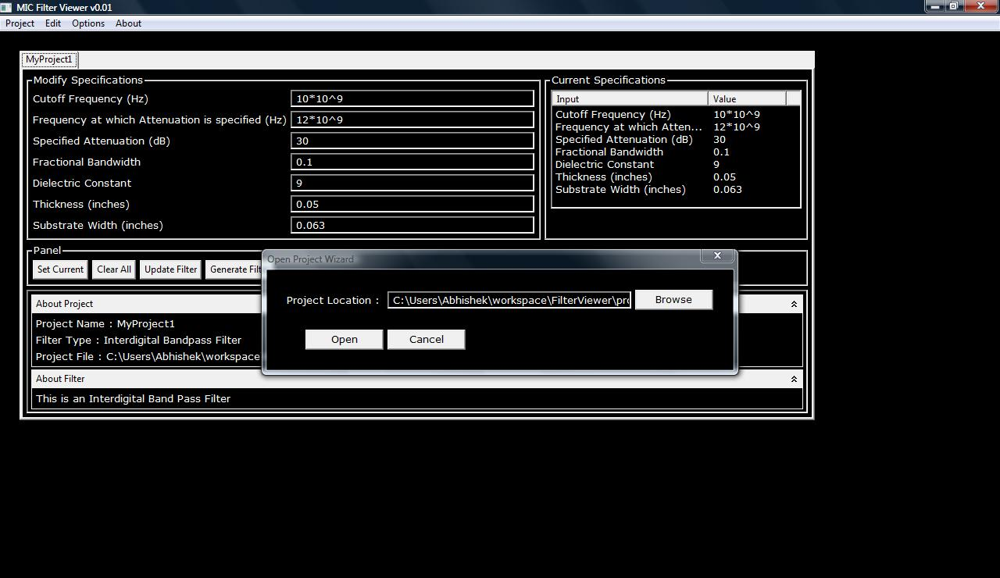 MIC Filter Viewer v0.01
Project Edit Options About
MyProject1
Modify Specifications
Cutoff Frequency (Hz) 10*10^9
Frequency at which Attenuation is specified (Hz) 12*10^9
Specified Attenuation (dB) 30
Fractional Bandwidth 0.1
Dielectric Constant 9
Thickness (inches) 0.05
Substrate Width (inches) 0.063
Current Specifications
Input Value
Cutoff Frequency (Hz) 10*10^9
Frequency at which Atten... 12*10^9
Specified Attenuation (dB) 30
Fractional Bandwidth 0.1
Dielectric Constant 9
Thickness (inches) 0.05
Substrate Width (inches) 0.063
Panel
Set Current Clear All Update Filter Generate
Open Project Wizard
Project Location : C:\Users\Abhishek\workspace\FilterViewer\pro Browse
Open Cancel
About Project
Project Name : MyProject1
Filter Type : Interdigital Bandpass Filter
Project File : C:\Users\Abhishek\workspace
About Filter
This is an Interdigital Band Pass Filter